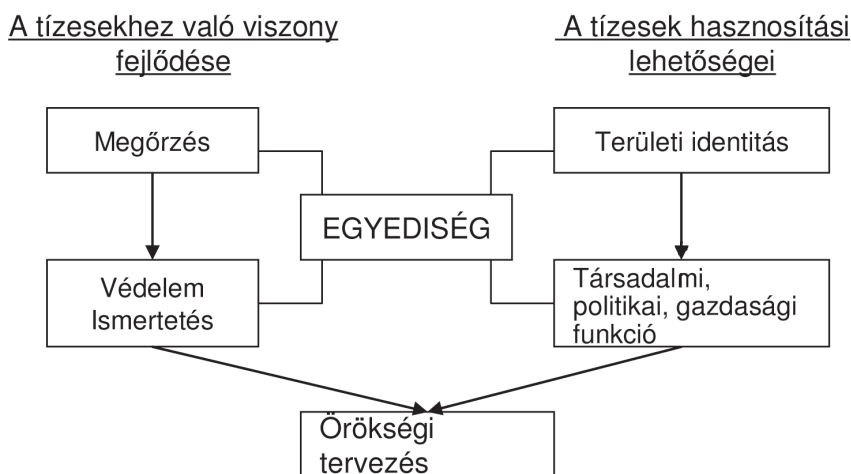 A tízesekhez való viszony
fejlődése
A tízesek hasznosítási
lehetőségei
Megőrzés
Területi identitás
EGYEDISÉG
Védelem
Ismertetés
Társadalmi,
politikai, gazdasági
funkció
Örökségi
tervezés